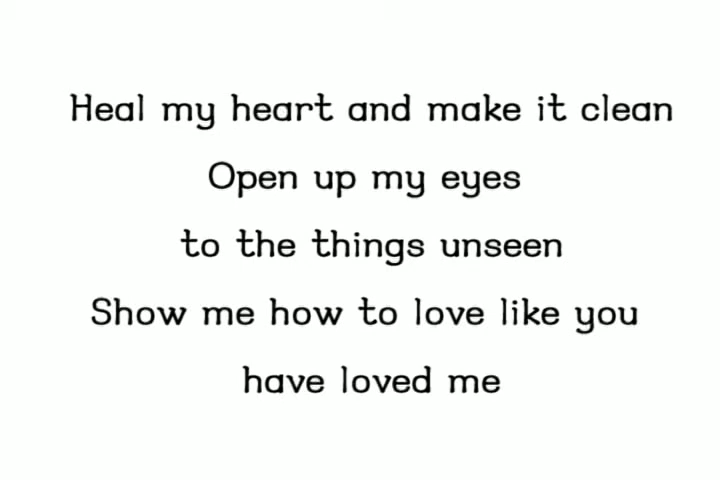 Heal my heart and make it clean
Open up my eyes
to the things unseen
Show me how to love like you
have loved me